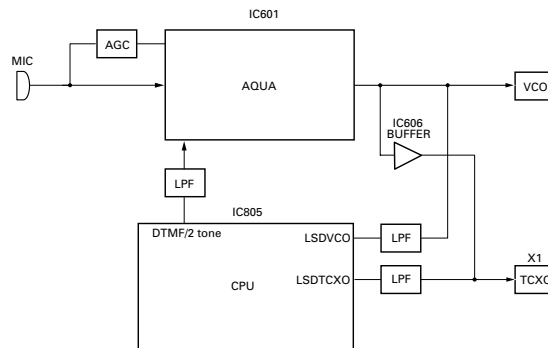 IC601
AGC
MIC
AQUA
VCO
IC606
BUFFER
LPF
IC805
DTMF/2 tone
LSDVCO
LPF
X1
LSDTCXO
LPF
TCXO
CPU